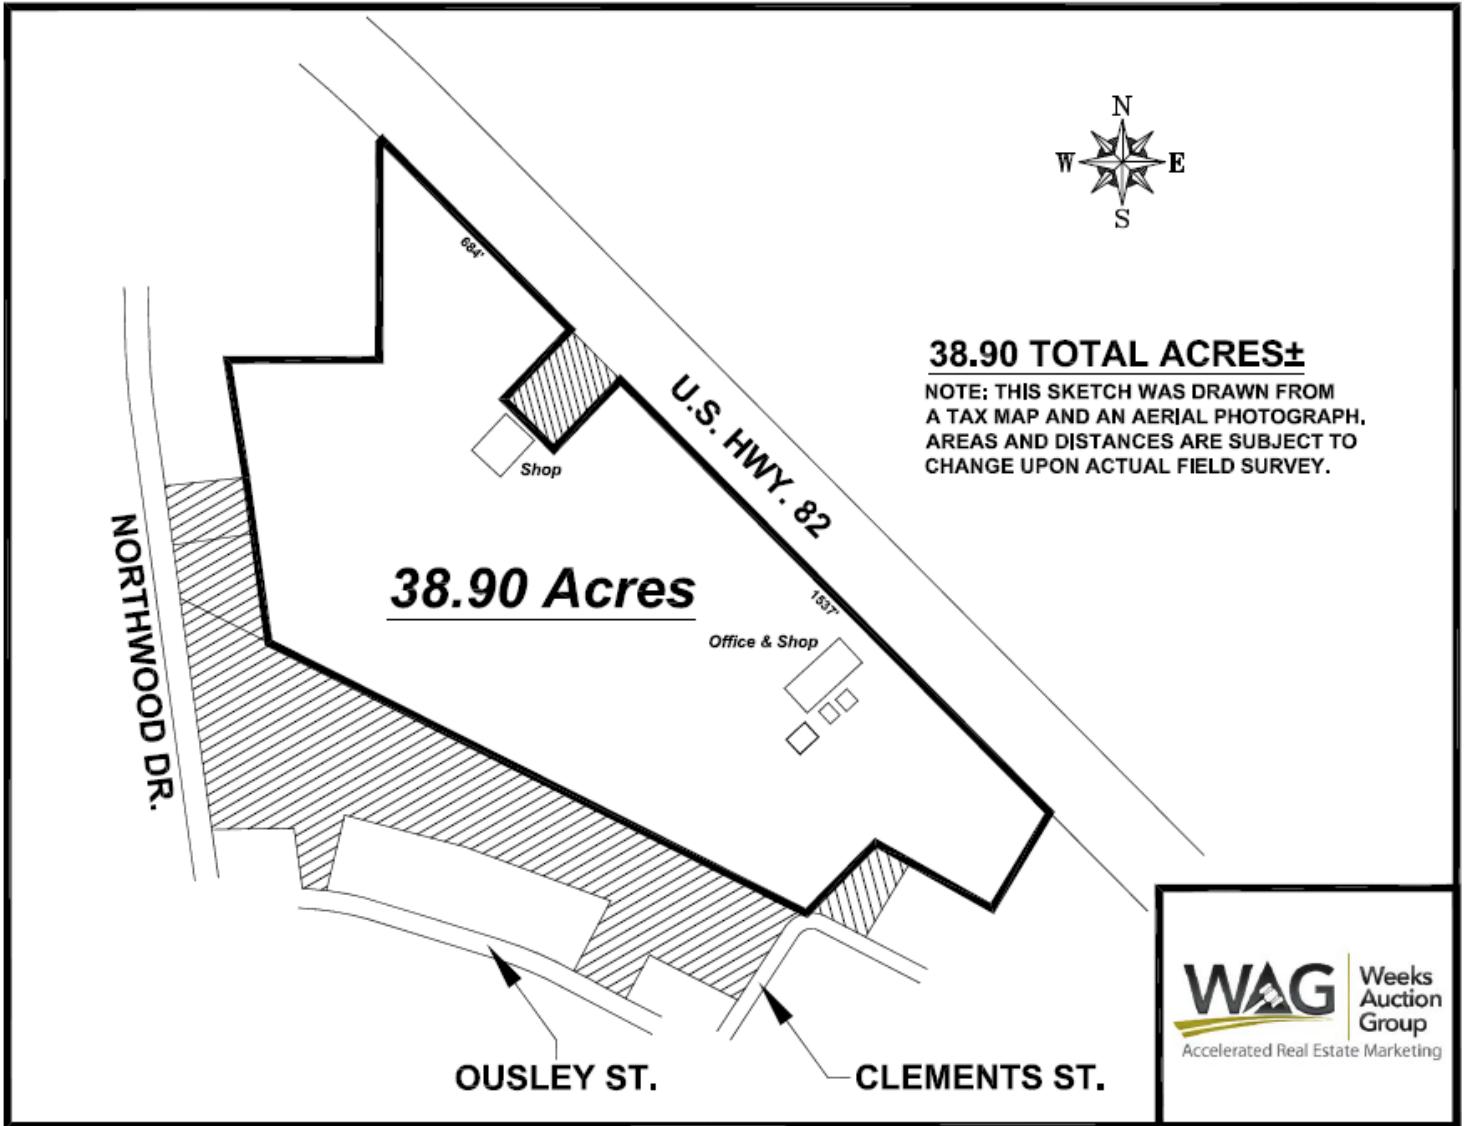 N
W E
S
684'
38.90 TOTAL ACRES±
NOTE: THIS SKETCH WAS DRAWN FROM
A TAX MAP AND AN AERIAL PHOTOGRAPH.
AREAS AND DISTANCES ARE SUBJECT TO
CHANGE UPON ACTUAL FIELD SURVEY.
U.S. HWY. 82
Shop
NORTHWOOD DR.
38.90 Acres
1537'
Office & Shop
WAG
Weeks
Auction
Group
Accelerated Real Estate Marketing
OUSLEY ST.
CLEMENTS ST.